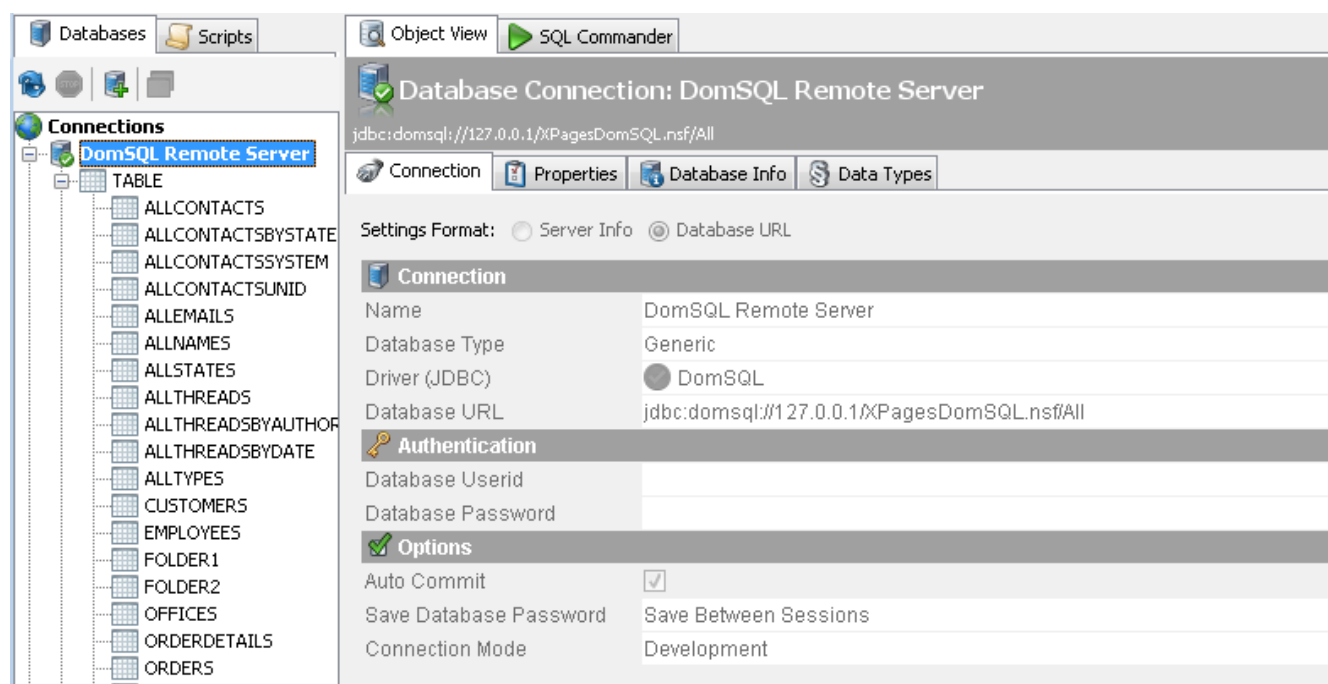 Databases
Scripts
STOP
Connections
DomSQL Remote Server
TABLE
ALLCONTACTS
ALLCONTACTSBYSTATE
ALLCONTACTSSYSTEM
ALLCONTACTSUNID
ALLEMAILS
ALLNAMES
ALLSTATES
ALLTHREADS
ALLTHREADSBYAUTHOR
ALLTHREADSBYDATE
ALLTYPES
CUSTOMERS
EMPLOYEES
FOLDER1
FOLDER2
OFFICES
ORDERDETAILS
ORDERS
Object View
SQL Commander
Database Connection: DomSQL Remote Server
jdbc:domsql://127.0.0.1/XPagesDomSQL.nsf/All
Connection
Properties
Database Info
Data Types
Settings Format: Server Info Database URL
Connection
Name DomSQL Remote Server
Database Type Generic
Driver (JDBC) DomSQL
Database URL jdbc:domsql://127.0.0.1/XPagesDomSQL.nsf/All
Authentication
Database Userid
Database Password
Options
Auto Commit
Save Database Password Save Between Sessions
Connection Mode Development